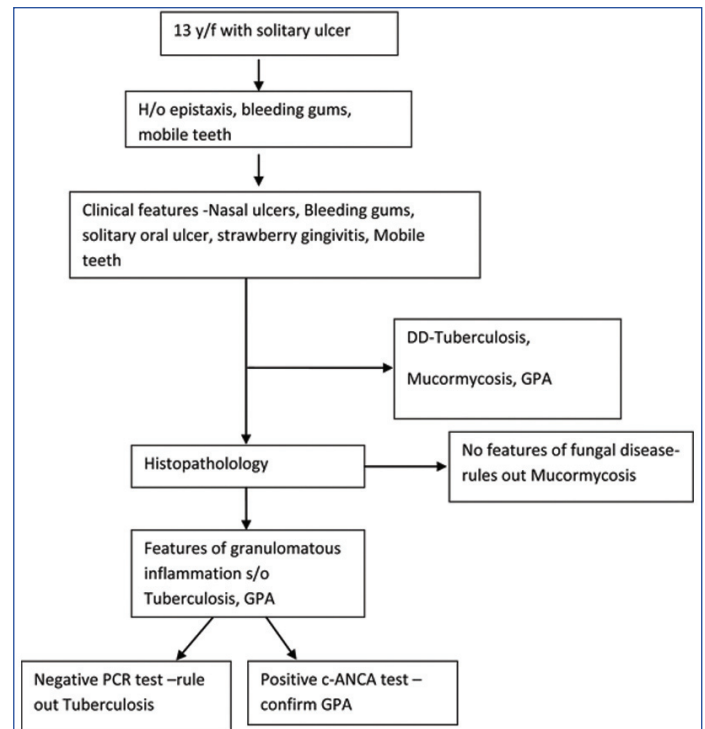 13 y/f with solitary ulcer
H/o epistaxis, bleeding gums,
mobile teeth
Clinical features -Nasal ulcers, Bleeding gums,
solitary oral ulcer, strawberry gingivitis, Mobile
teeth
DD-Tuberculosis,
Mucormycosis, GPA
Histopatholology
No features of fungal disease-
rules out Mucormycosis
Features of granulomatous
inflammation s/o
Tuberculosis, GPA
Negative PCR test –rule
out Tuberculosis
Positive c-ANCA test –
confirm GPA